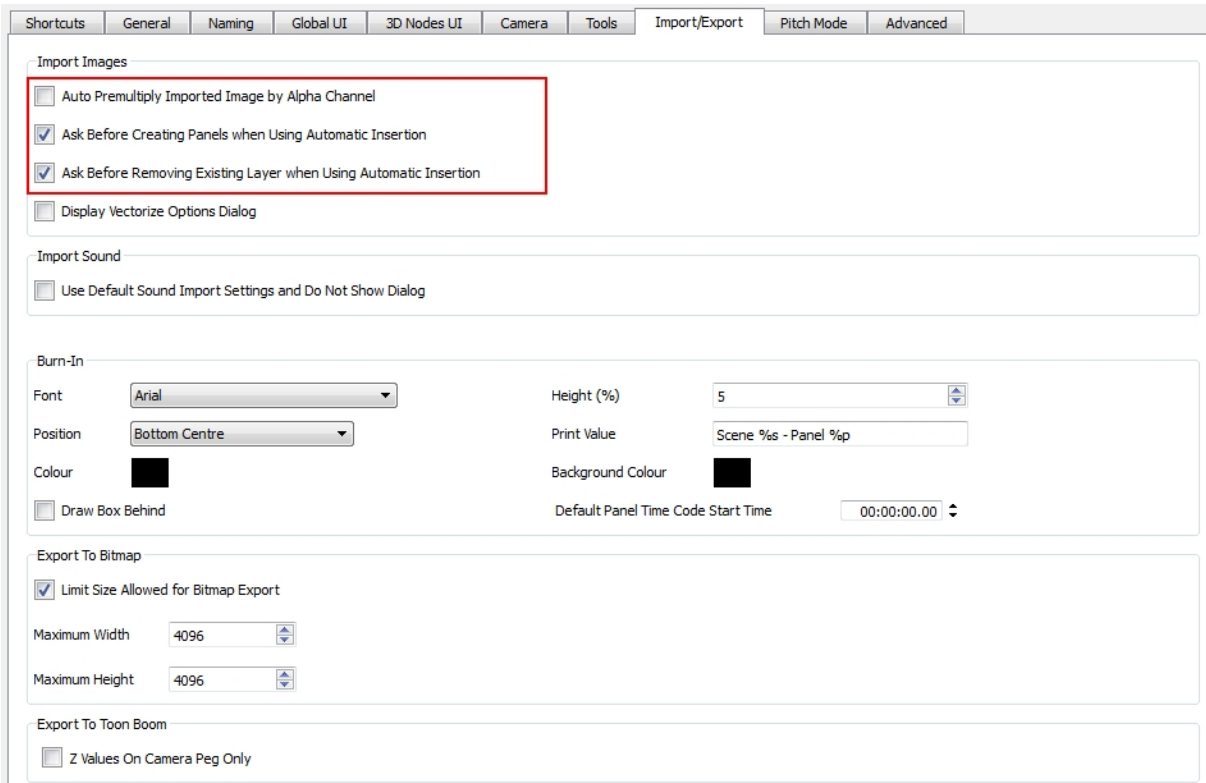 Shortcuts General Naming Global UI 3D Nodes UI Camera Tools Import/Export Pitch Mode Advanced
Import Images
Auto Premultiply Imported Image by Alpha Channel
Ask Before Creating Panels when Using Automatic Insertion
Ask Before Removing Existing Layer when Using Automatic Insertion
Display Vectorize Options Dialog
Import Sound
Use Default Sound Import Settings and Do Not Show Dialog
Burn-In
Font Arial Height (%) 5
Position Bottom Centre Print Value Scene %s - Panel %p
Colour Background Colour
Draw Box Behind Default Panel Time Code Start Time 00:00:00.00
Export To Bitmap
Limit Size Allowed for Bitmap Export
Maximum Width 4096
Maximum Height 4096
Export To Toon Boom
Z Values On Camera Peg Only